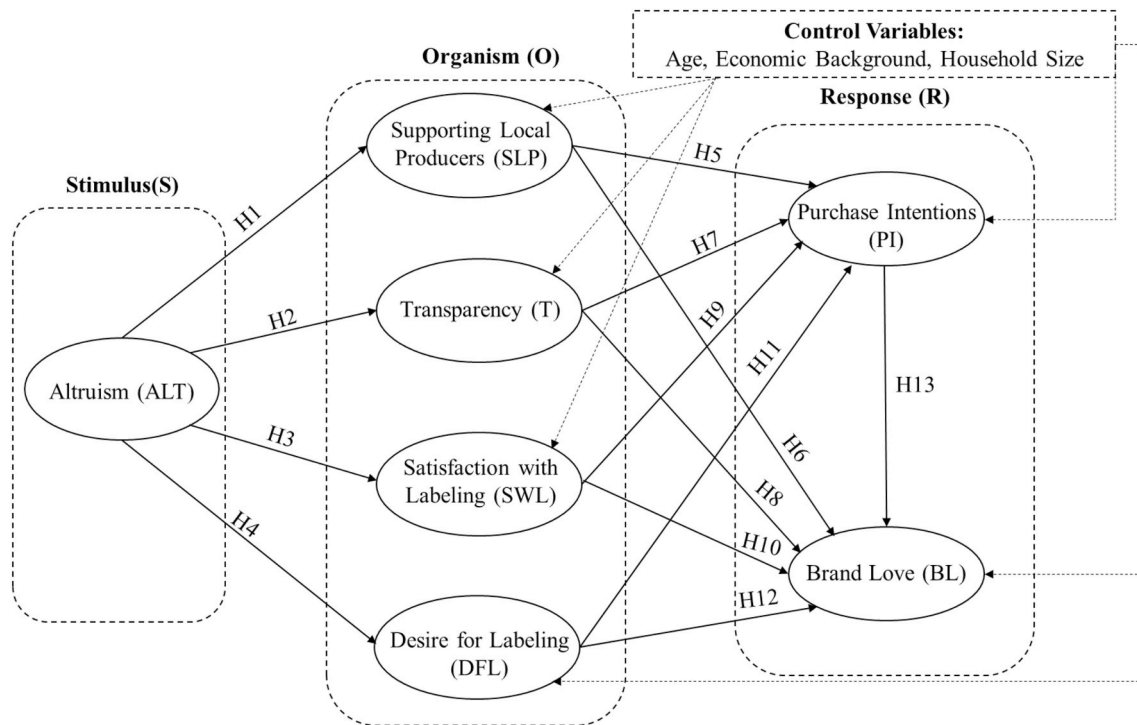 Control Variables:
Age, Economic Background, Household Size
Organism (O)
Response (R)
Stimulus(S)
Supporting Local
Producers (SLP)
H5
Purchase Intentions
(PI)
H1
H7
H2
Transparency (T)
H9
H11
Altruism (ALT)
H13
H3
H6
Satisfaction with
Labeling (SWL)
H8
H4
H10
Brand Love (BL)
H12
Desire for Labeling
(DFL)